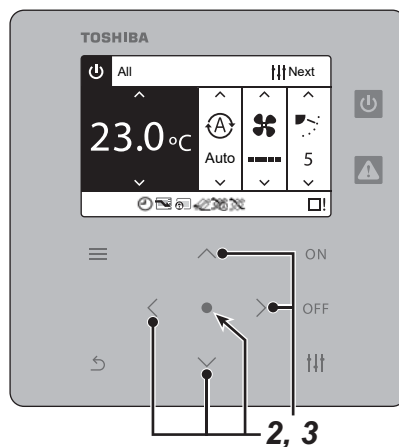 TOSHIBA
All
Next
23.0 °C
Auto
5
!
ON
OFF
2, 3